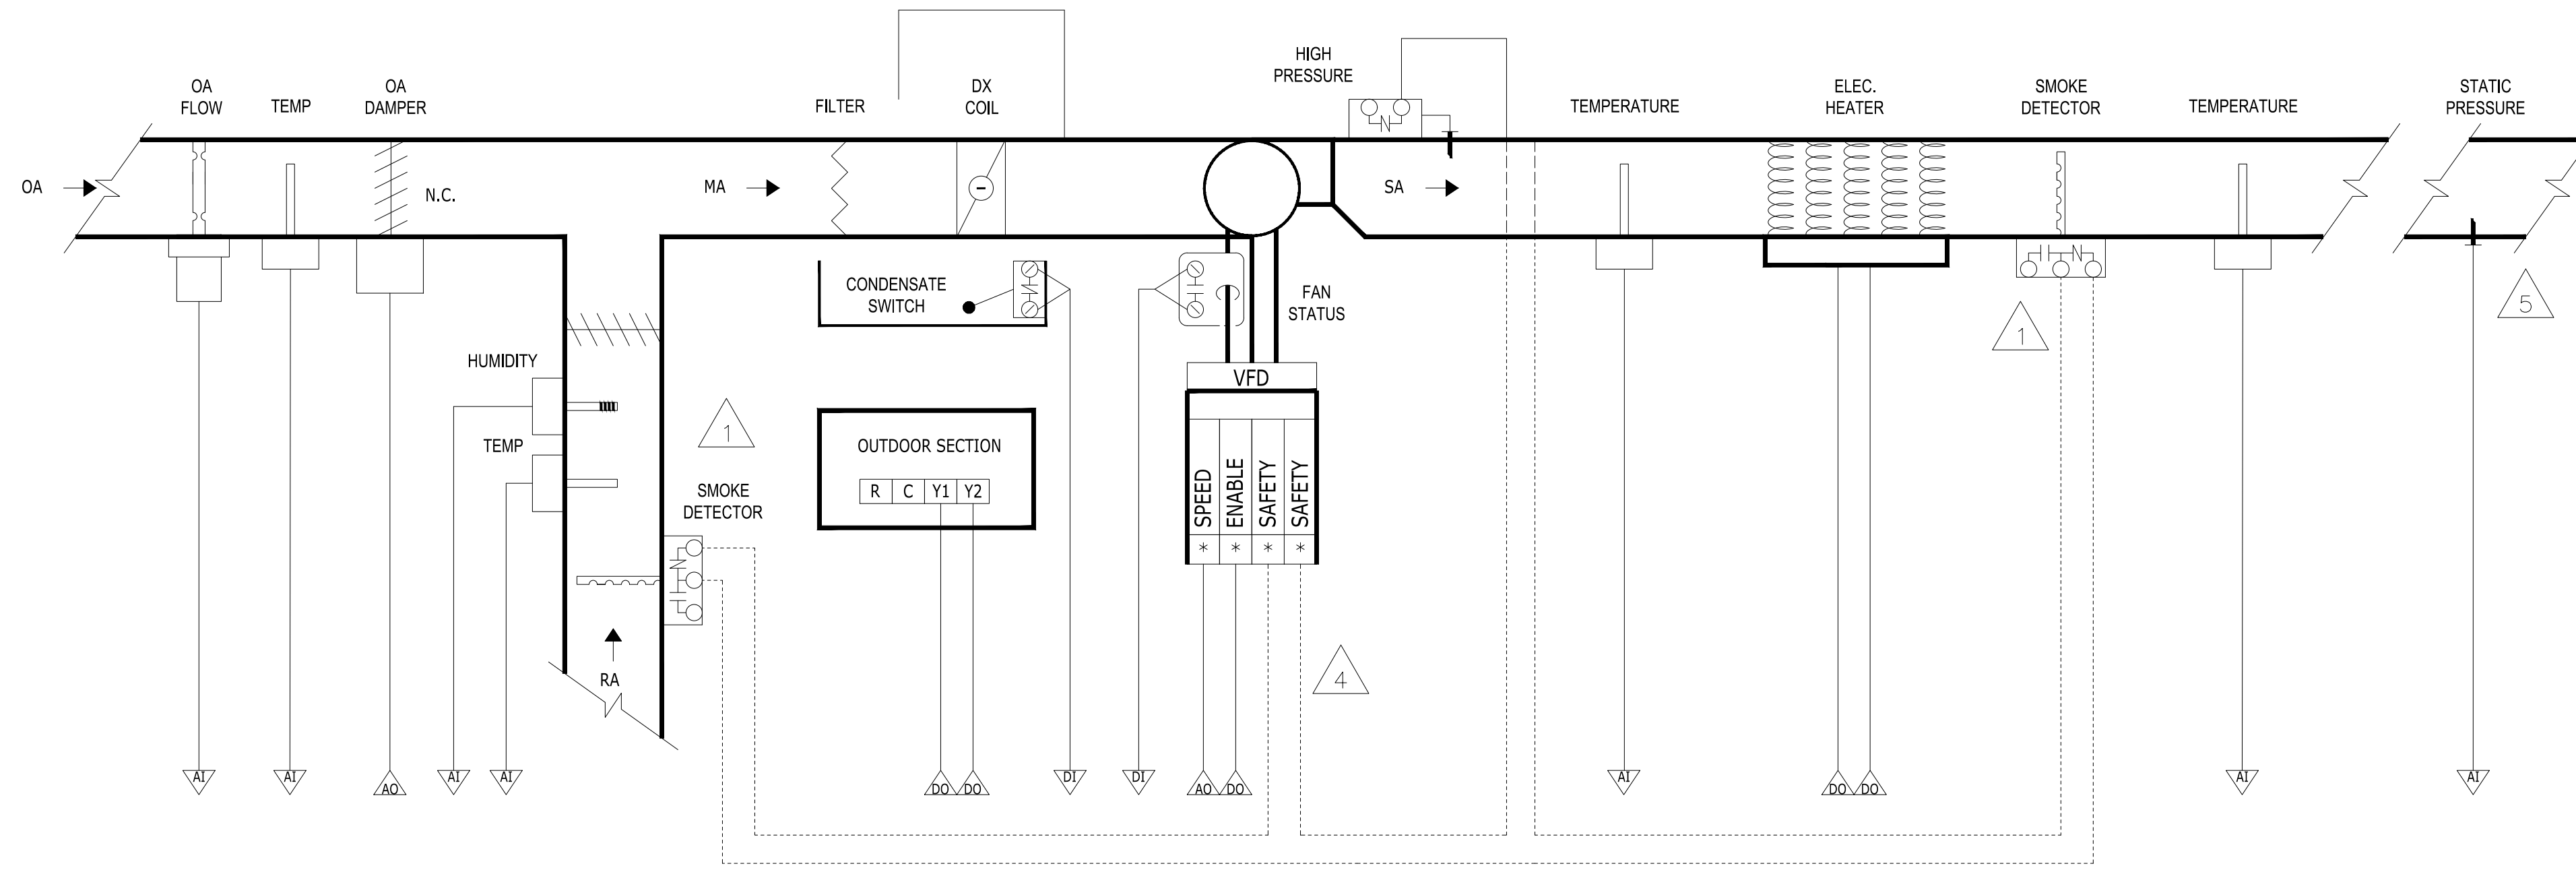 OA
FLOW
TEMP
OA
DAMPER
FILTER
DX
COIL
HIGH
PRESSURE
TEMPERATURE
ELEC.
HEATER
SMOKE
DETECTOR
TEMPERATURE
STATIC
PRESSURE
OA
N.C.
MA
SA
N
CONDENSATE
SWITCH
FAN
STATUS
N
1
5
HUMIDITY
TEMP
1
SMOKE
DETECTOR
OUTDOOR SECTION
R C Y1 Y2
VFD
SPEED
ENABLE
SAFETY
SAFETY
* * * *
RA
4
AI
AI
AO
AI
AI
DO
DO
DI
DI
AO
DO
AI
DO
DO
AI
AI